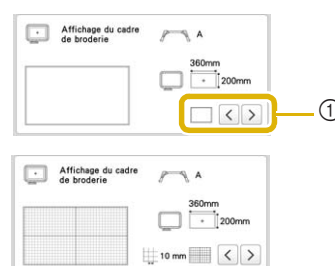 Affichage du cadre
de broderie
A
360mm
200mm
①
Affichage du cadre
de broderie
A
360mm
200mm
10 mm